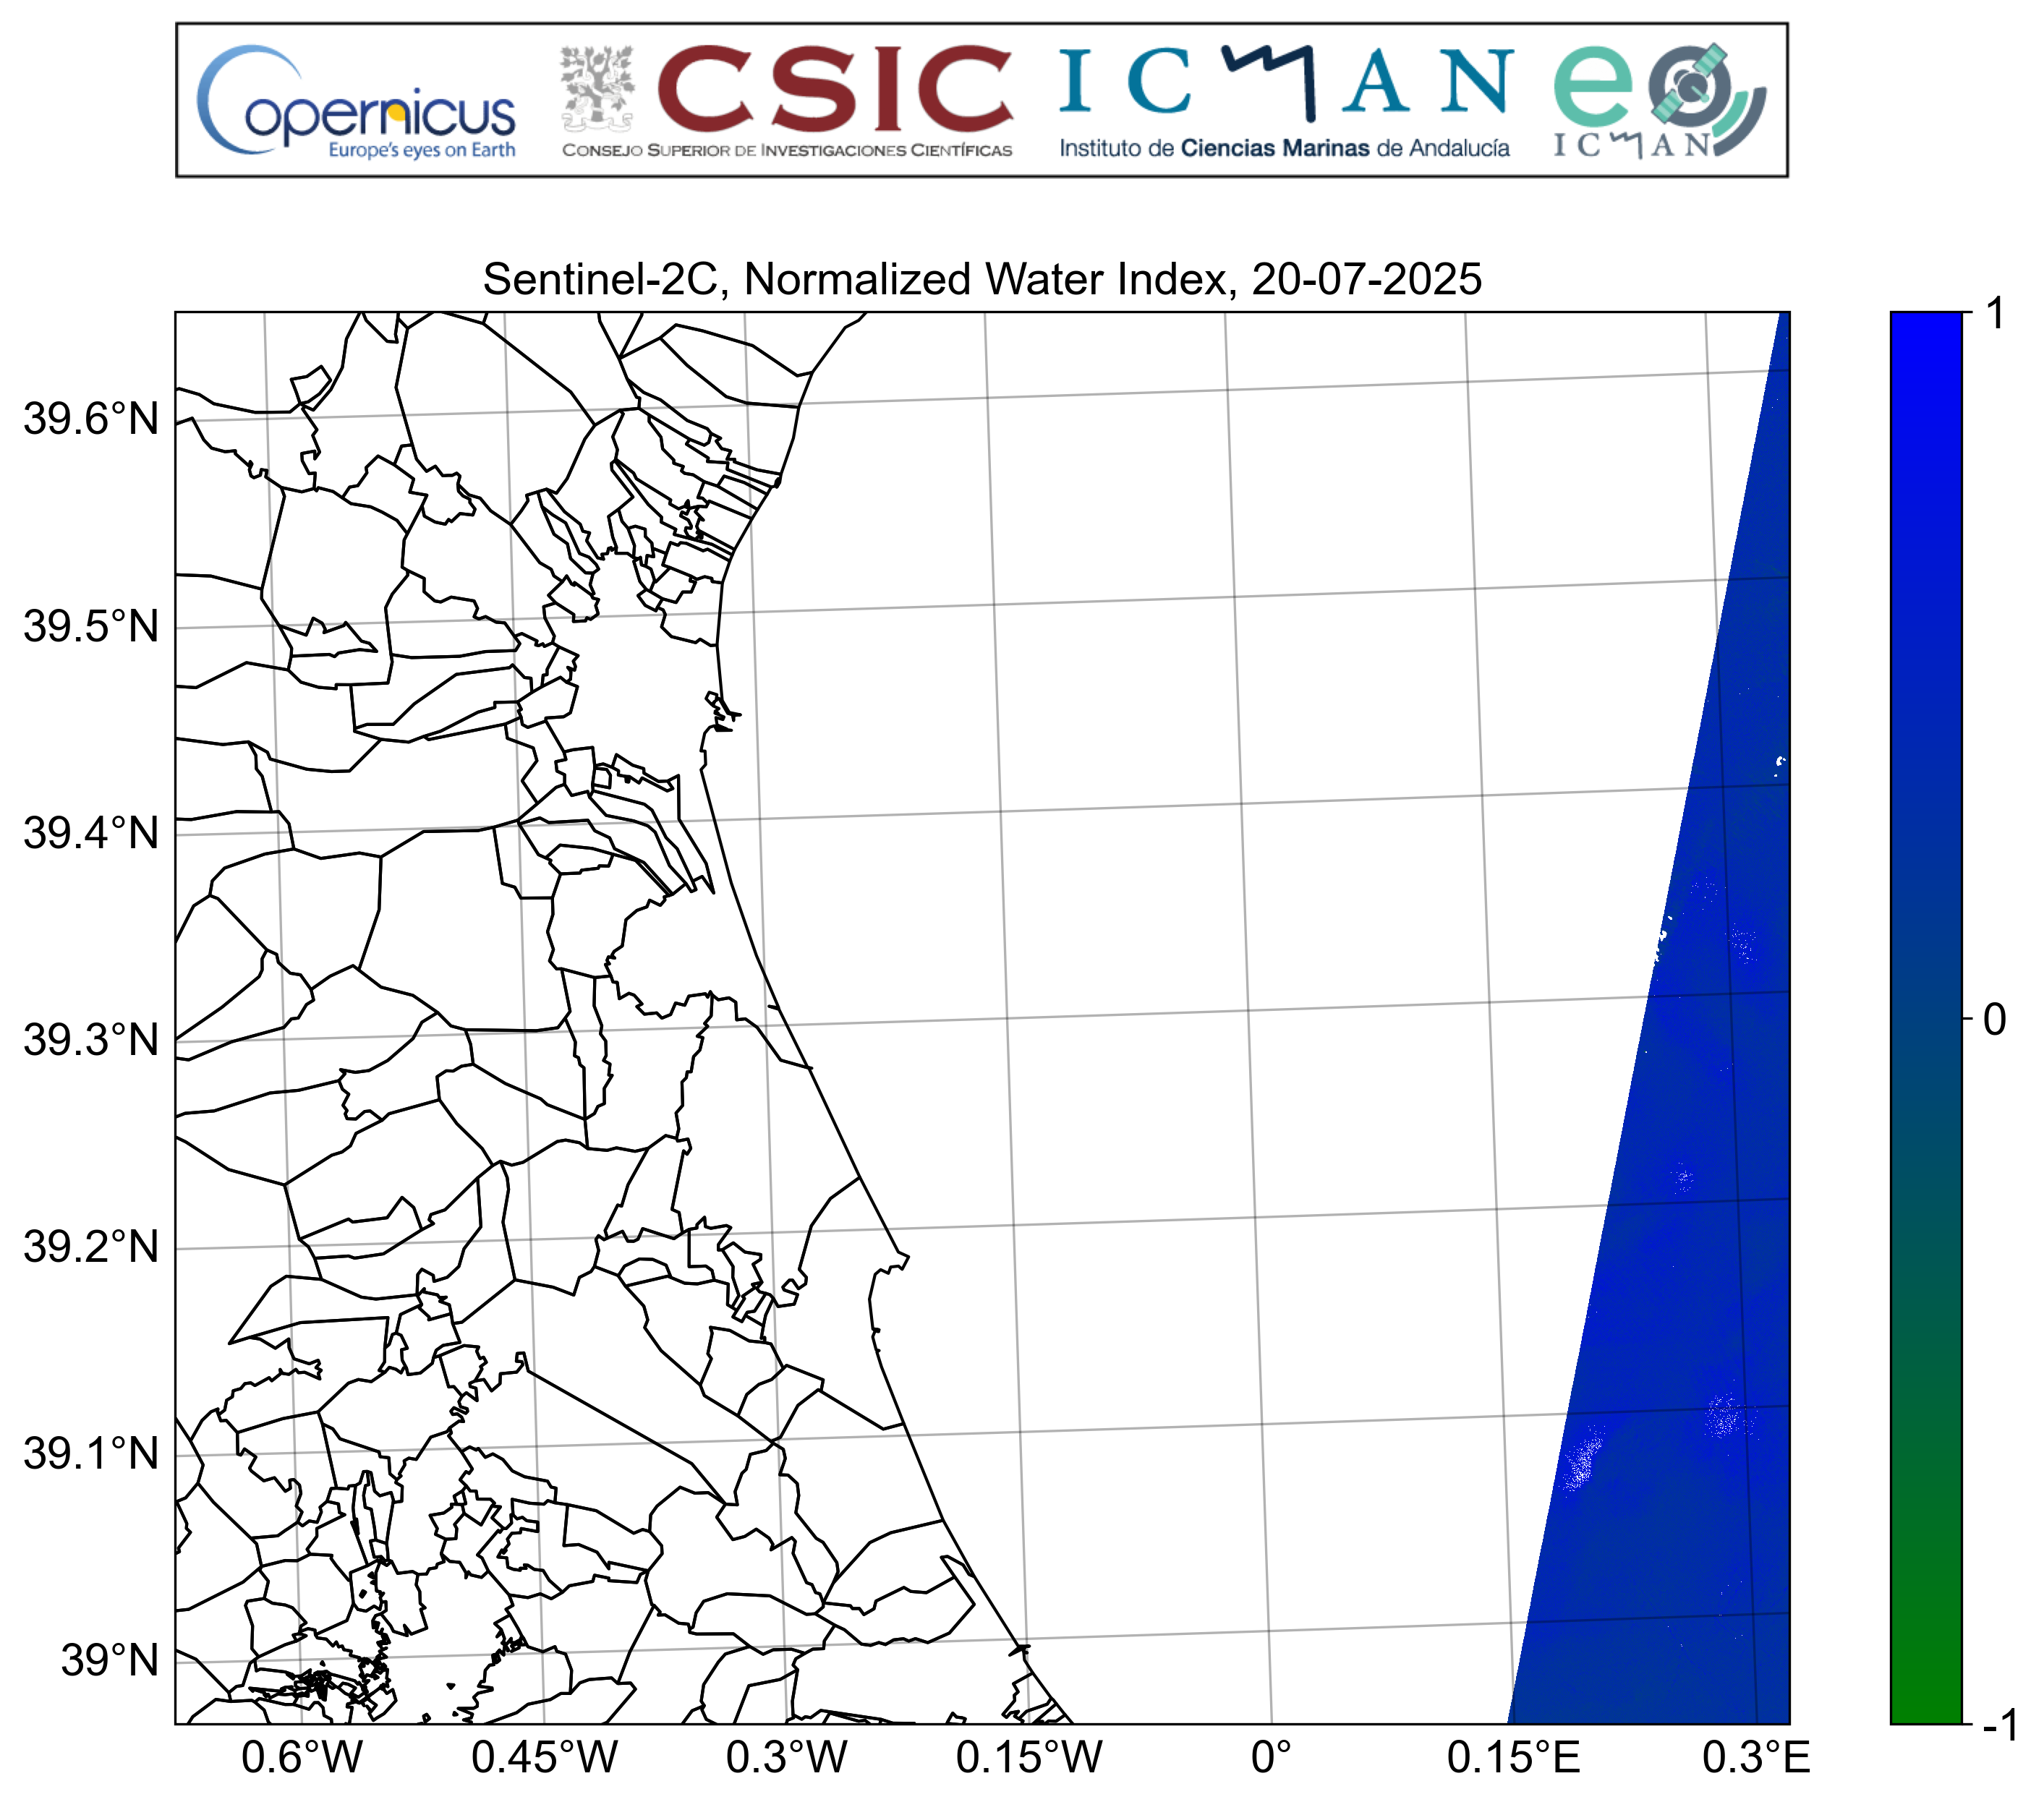 Copernicus
Europe's eyes on Earth
CSIC
CONSEJO SUPERIOR DE INVESTIGACIONES CIENTÍFICAS
ICMAN
Instituto de Ciencias Marinas de Andalucía
eo
ICMAN
Sentinel-2C, Normalized Water Index, 20-07-2025
39.6°N
39.5°N
39.4°N
39.3°N
39.2°N
39.1°N
39°N
0.6°W 0.45°W 0.3°W 0.15°W 0° 0.15°E 0.3°E
1
0
-1